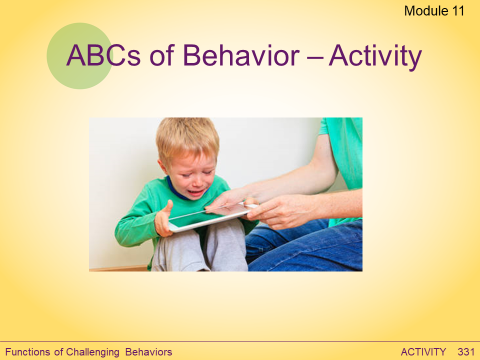 Module 11
ABCs of Behavior – Activity
Functions of Challenging Behaviors
ACTIVITY 331